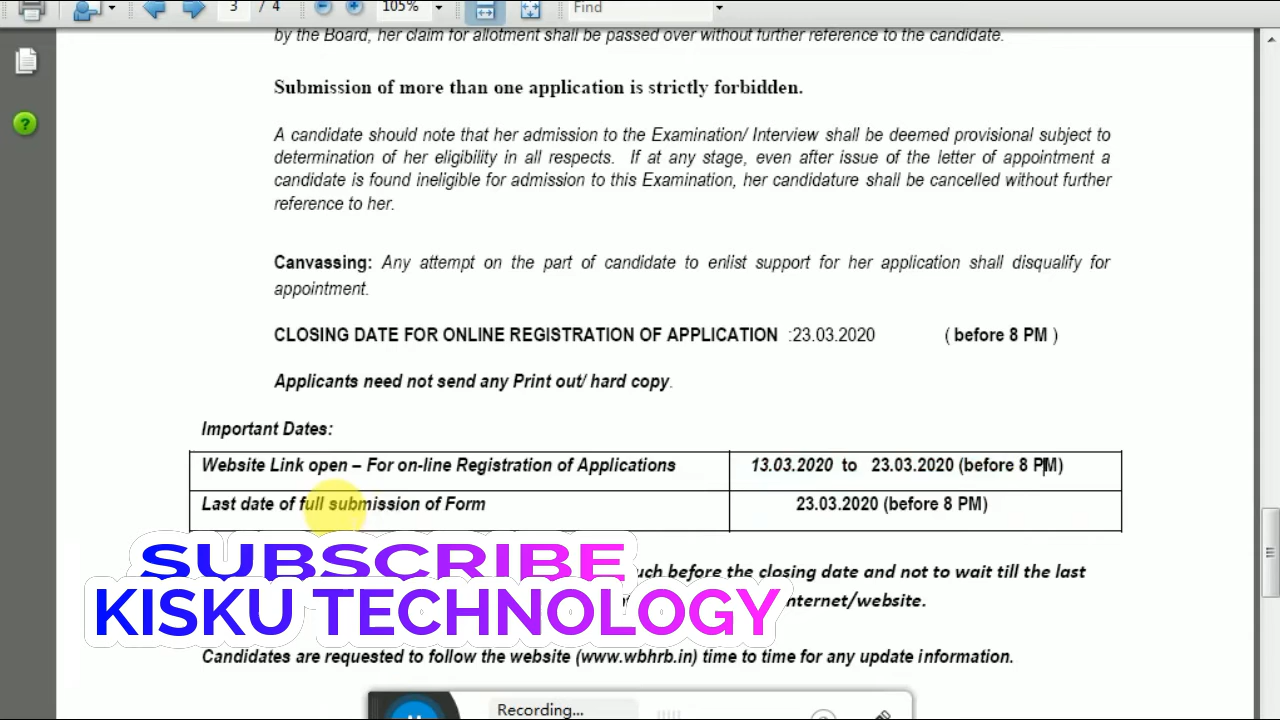 3 / 4 105% Find
by the Board, her claim for allotment shall be passed over without further reference to the candidate.
Submission of more than one application is strictly forbidden.
A candidate should note that her admission to the Examination/ Interview shall be deemed provisional subject to
determination of her eligibility in all respects. If at any stage, even after issue of the letter of appointment a
candidate is found ineligible for admission to this Examination, her candidature shall be cancelled without further
reference to her.
Canvassing: Any attempt on the part of candidate to enlist support for her application shall disqualify for
appointment.
CLOSING DATE FOR ONLINE REGISTRATION OF APPLICATION :23.03.2020 ( before 8 PM )
Applicants need not send any Print out/ hard copy.
Important Dates:
Website Link open – For on-line Registration of Applications 13.03.2020 to 23.03.2020 (before 8 PM)
Last date of full submission of Form 23.03.2020 (before 8 PM)
SUBSCRIBE
before the closing date and not to wait till the last
KISKU TECHNOLOGY
Candidates are requested to follow the website (www.wbhrb.in) time to time for any update information.
Recording...